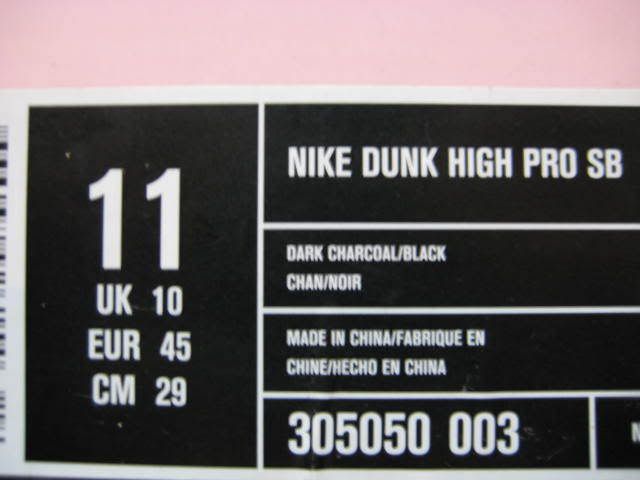 11
UK 10
EUR 45
CM 29
NIKE DUNK HIGH PRO SB
DARK CHARCOAL/BLACK
CHAN/NOIR
MADE IN CHINA/FABRIQUE EN
CHINE/HECHO EN CHINA
305050 003